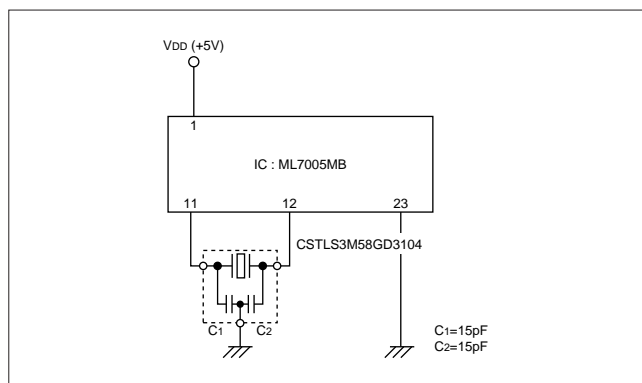 VDD (+5V)
1
IC : ML7005MB
11 12 23
CSTLS3M58GD3104
C1 C2
C1=15pF
C2=15pF